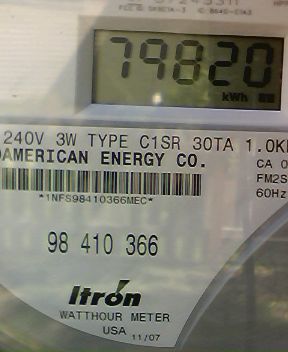 79820
kWh
240V 3W TYPE C1SR 30TA 1.0K
AMERICAN ENERGY CO.
CA 0
FM2S
60Hz
*1NFS98410366MEC*
98 410 366
Itrón
WATTHOUR METER
USA 11/07